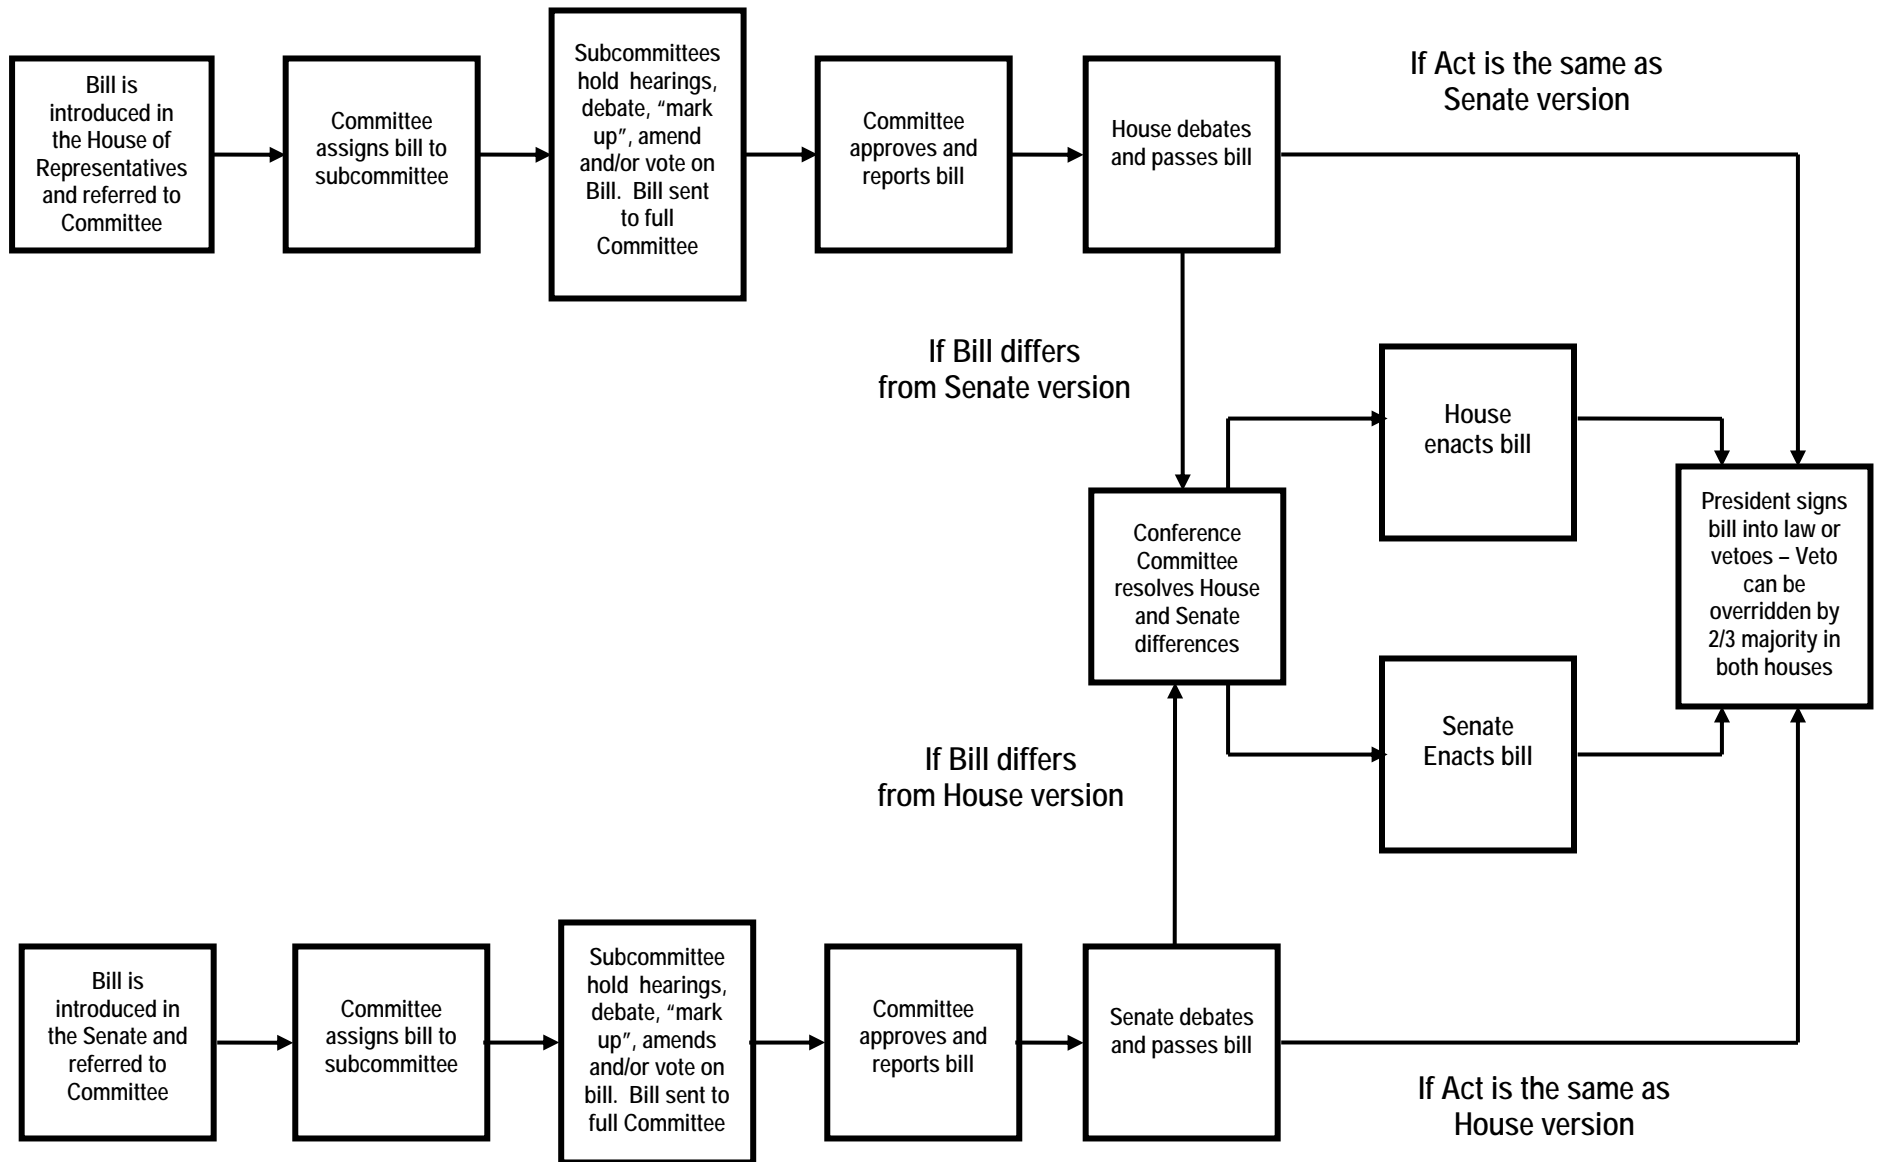 Bill is
introduced in
the House of
Representatives
and referred to
Committee
Committee
assigns bill to
subcommittee
Subcommittees
hold hearings,
debate, “mark
up”, amend
and/or vote on
Bill. Bill sent
to full
Committee
Committee
approves and
reports bill
House debates
and passes bill
If Act is the same as
Senate version
If Bill differs
from Senate version
House
enacts bill
Conference
Committee
resolves House
and Senate
differences
President signs
bill into law or
vetoes – Veto
can be
overridden by
2/3 majority in
both houses
Senate
Enacts bill
If Bill differs
from House version
Bill is
introduced in
the Senate and
referred to
Committee
Committee
assigns bill to
subcommittee
Subcommittee
hold hearings,
debate, “mark
up”, amends
and/or vote on
bill. Bill sent to
full Committee
Committee
approves and
reports bill
Senate debates
and passes bill
If Act is the same as
House version